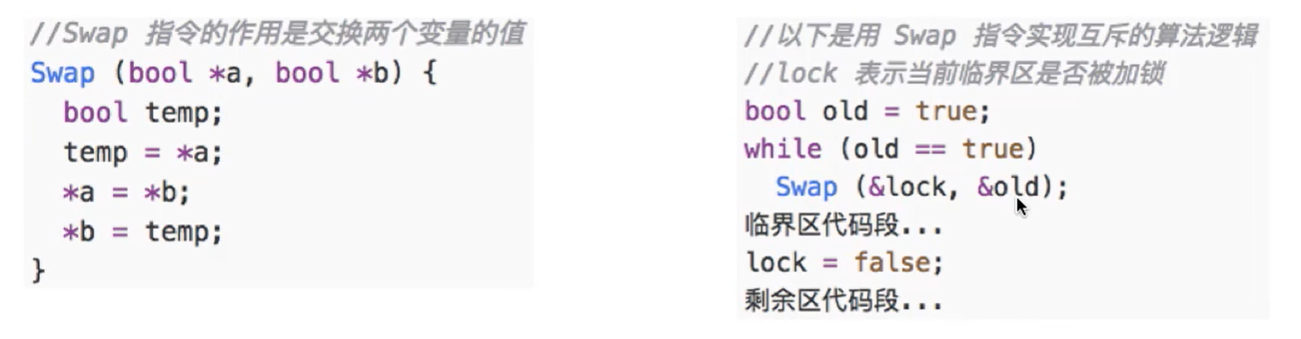 //Swap 指令的作用是交换两个变量的值
Swap (bool *a, bool *b) {
  bool temp;
  temp = *a;
  *a = *b;
  *b = temp;
}
//以下是用 Swap 指令实现互斥的算法逻辑
//lock 表示当前临界区是否被加锁
bool old = true;
while (old == true)
  Swap (&lock, &old);
临界区代码段...
lock = false;
剩余区代码段...